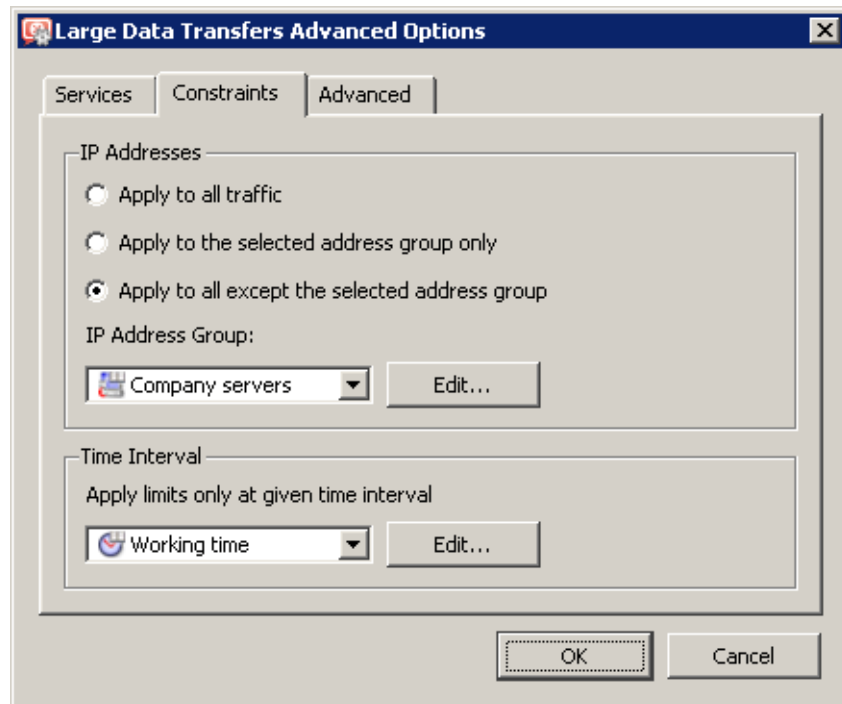 Large Data Transfers Advanced Options
Services Constraints Advanced
IP Addresses
Apply to all traffic
Apply to the selected address group only
Apply to all except the selected address group
IP Address Group:
Company servers Edit...
Time Interval
Apply limits only at given time interval
Working time Edit...
OK Cancel